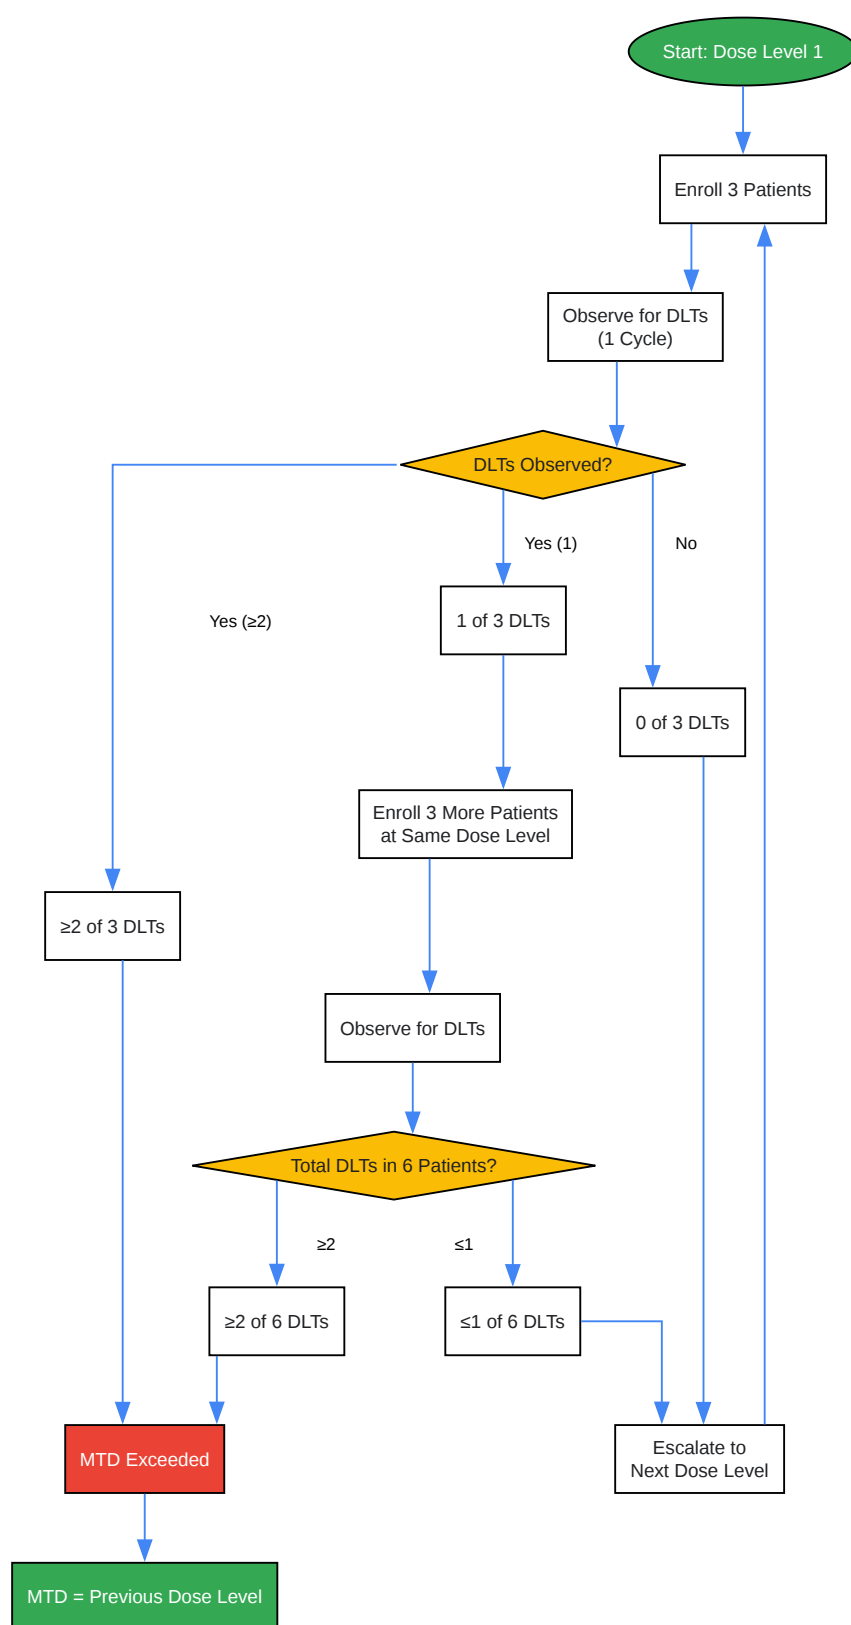 Start: Dose Level 1
Enroll 3 Patients
Observe for DLTs
(1 Cycle)
DLTs Observed?
Yes (1)
No
Yes (≥2)
1 of 3 DLTs
0 of 3 DLTs
Enroll 3 More Patients
at Same Dose Level
≥2 of 3 DLTs
Observe for DLTs
Total DLTs in 6 Patients?
≥2
≤1
≥2 of 6 DLTs
≤1 of 6 DLTs
MTD Exceeded
Escalate to
Next Dose Level
MTD = Previous Dose Level